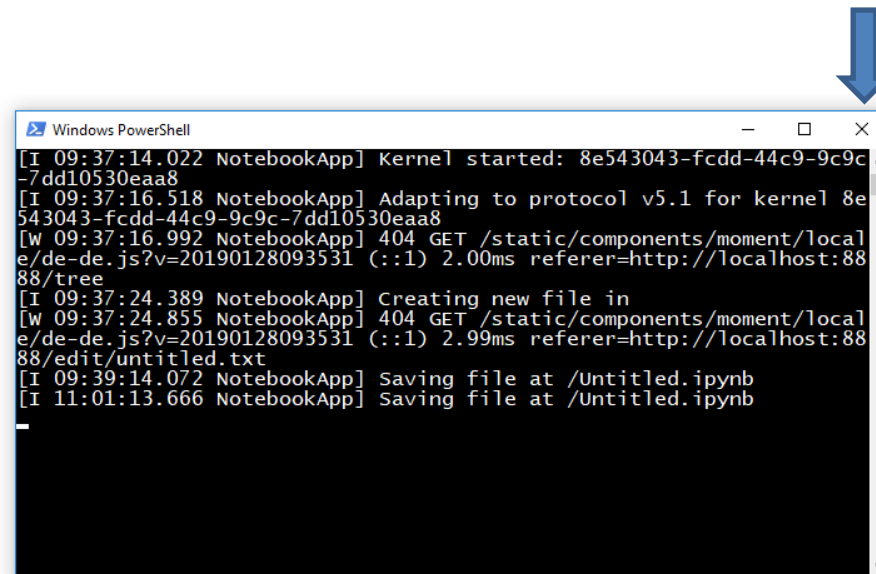 Windows PowerShell
[I 09:37:14.022 NotebookApp] Kernel started: 8e543043-fcdd-44c9-9c9c
-7dd10530eaa8
[I 09:37:16.518 NotebookApp] Adapting to protocol v5.1 for kernel 8e
543043-fcdd-44c9-9c9c-7dd10530eaa8
[W 09:37:16.992 NotebookApp] 404 GET /static/components/moment/local
e/de-de.js?v=20190128093531 (::1) 2.00ms referer=http://localhost:88
88/tree
[I 09:37:24.389 NotebookApp] Creating new file in
[W 09:37:24.855 NotebookApp] 404 GET /static/components/moment/local
e/de-de.js?v=20190128093531 (::1) 2.99ms referer=http://localhost:88
88/edit/untitled.txt
[I 09:39:14.072 NotebookApp] Saving file at /Untitled.ipynb
[I 11:01:13.666 NotebookApp] Saving file at /Untitled.ipynb